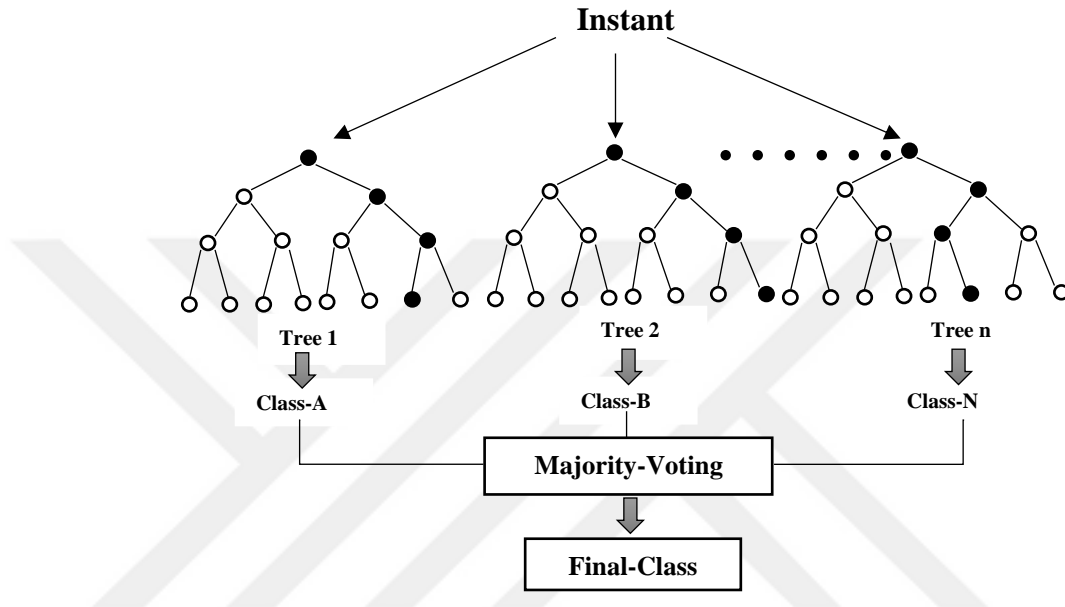 Instant
Tree 1
Tree 2
Tree n
Class-A
Class-B
Class-N
Majority-Voting
Final-Class